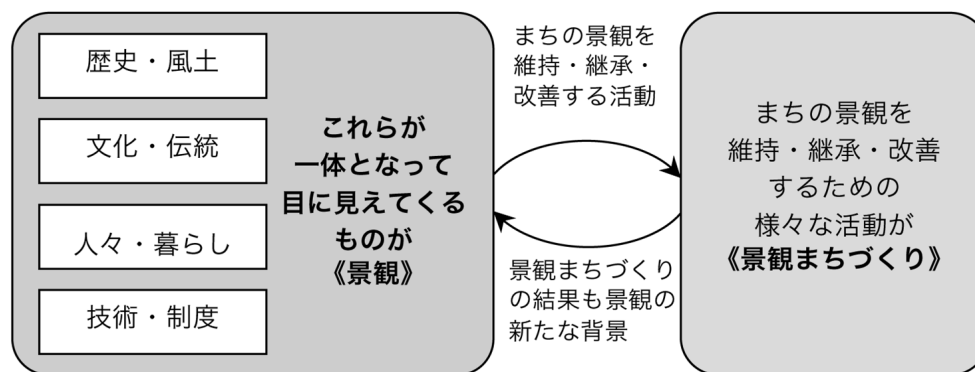 歴史・風土
文化・伝統
人々・暮らし
技術・制度
これらが
一体となって
目に見えてくる
ものが
《景観》
まちの景観を
維持・継承・
改善する活動
景観まちづくり
の結果も景観の
新たな背景
まちの景観を
維持・継承・改善
するための
様々な活動が
《景観まちづくり》